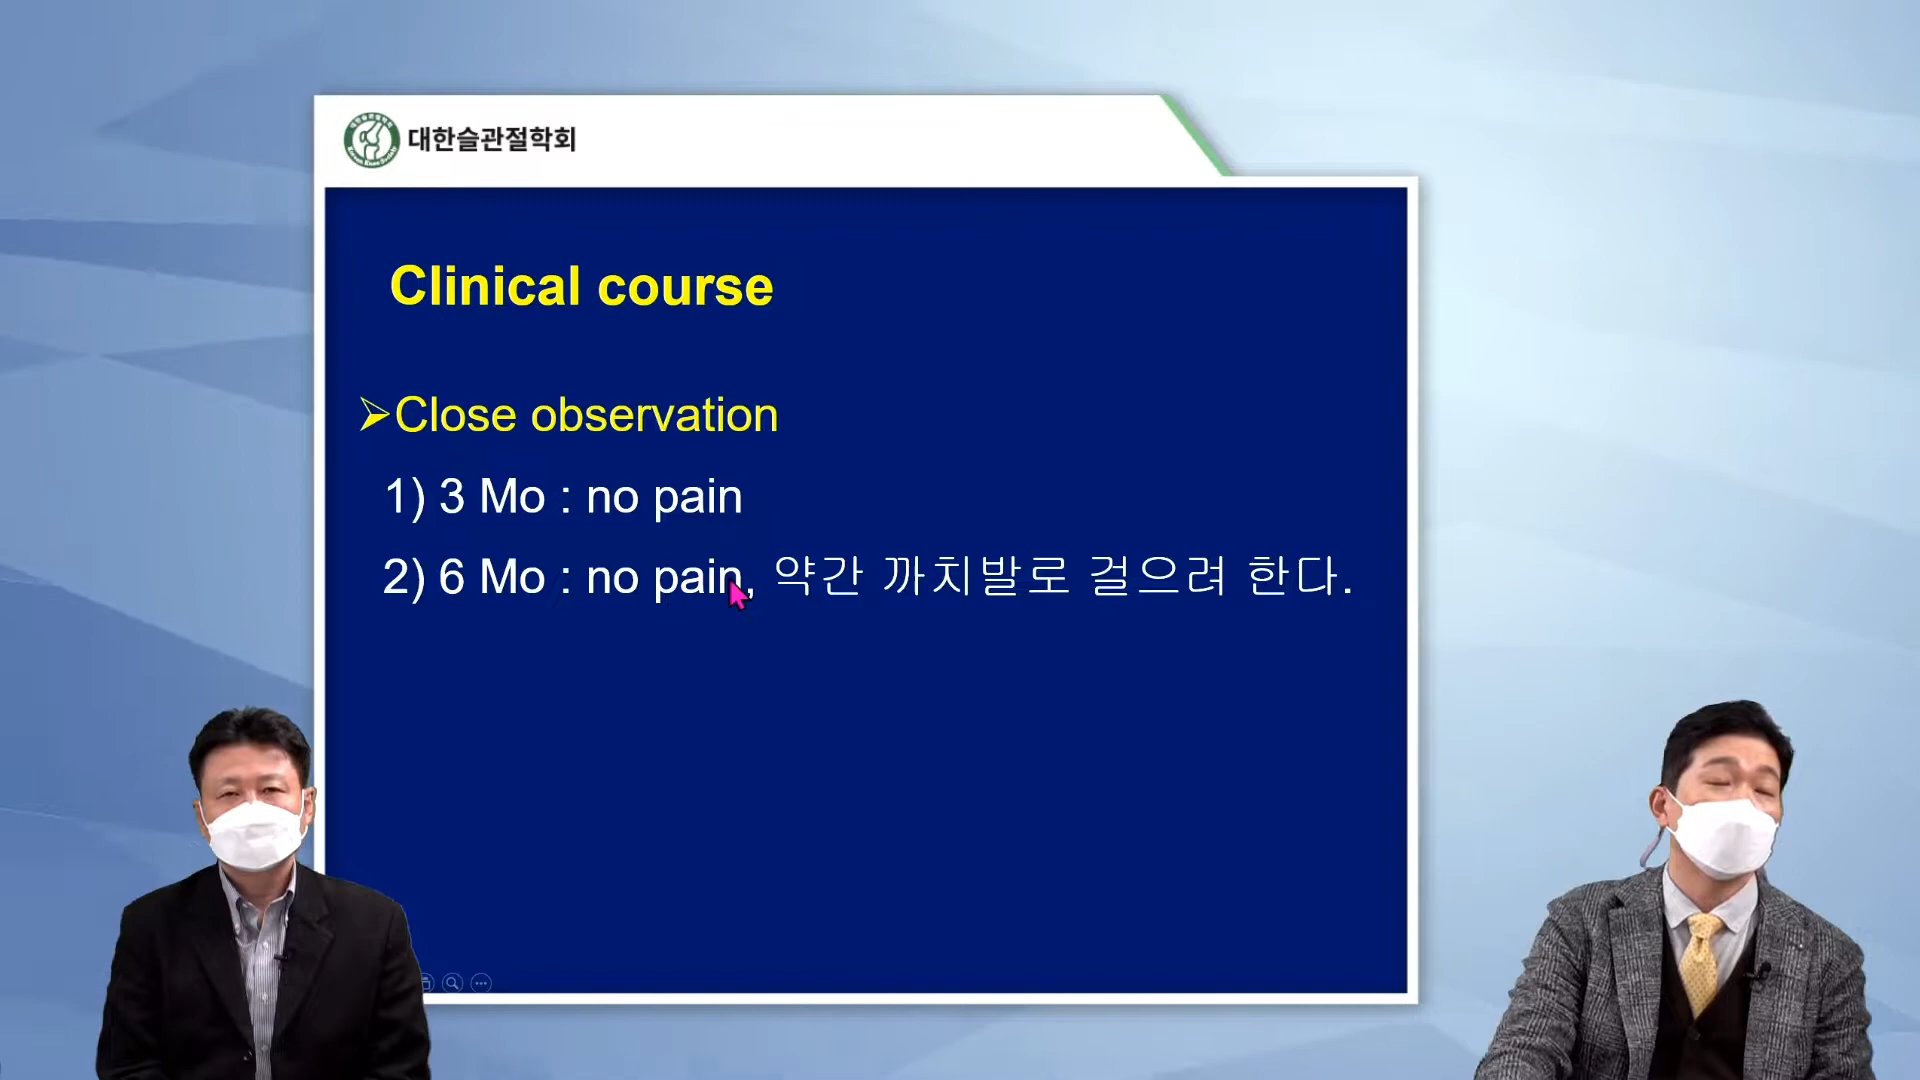 대한슬관절학회
Clinical course
➢Close observation
1) 3 Mo : no pain
2) 6 Mo : no pain, 약간 까치발로 걸으려 한다.